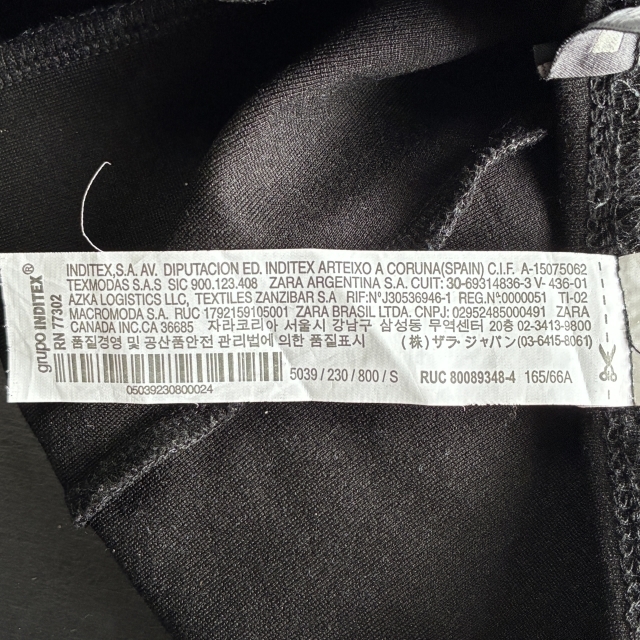 grupo INDITEX®
RN 77302
INDITEX,S.A. AV. DIPUTACION ED. INDITEX ARTEIXO A CORUNA(SPAIN) C.I.F. A-15075062
TEXMODAS S.A.S SIC 900.123.408 ZARA ARGENTINA S.A. CUIT: 30-69314836-3 V- 436-01
AZKA LOGISTICS LLC, TEXTILES ZANZIBAR S.A RIF:N°J30536946-1 REG.N°0000051 TI-02
MACROMODA S.A. RUC 1792159105001 ZARA BRASIL LTDA. CNPJ: 02952485000491 ZARA
CANADA INC.CA 36685 자라코리아 서울시 강남구 삼성동 무역센터 20층 02-3413-9800
품질경영 및 공산품안전 관리법에 의한 품질표시 (株) ザラ・ジャパン(03-6415-8061)
5039 / 230 / 800 / S RUC 80089348-4 165/66A
05039230800024